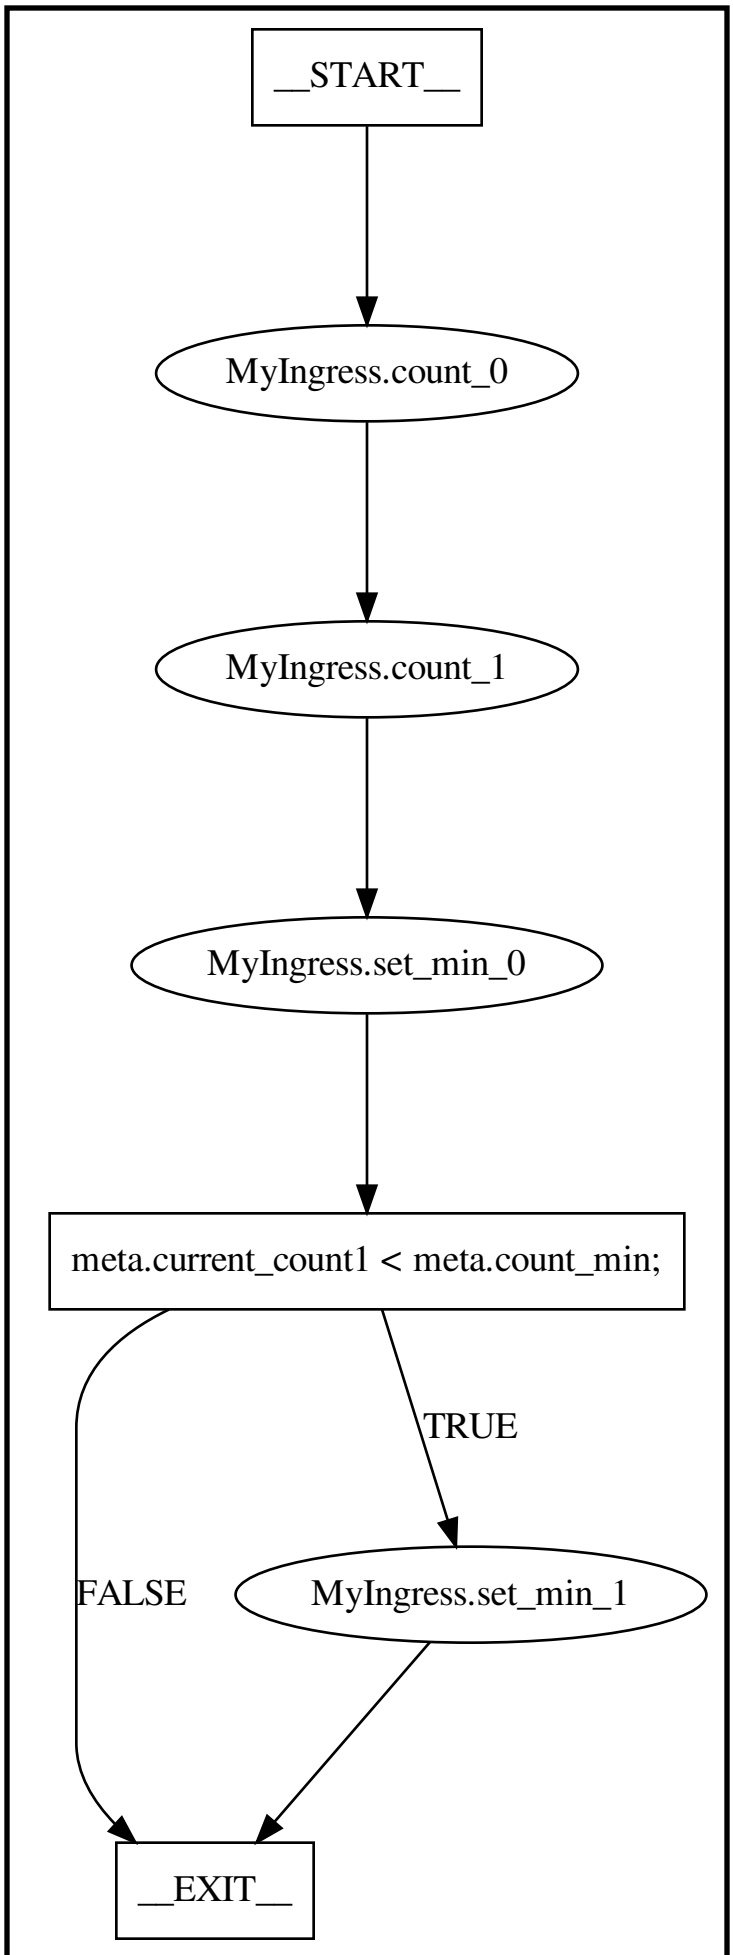 __START__
MyIngress.count_0
MyIngress.count_1
MyIngress.set_min_0
meta.current_count1 < meta.count_min;
TRUE
FALSE
MyIngress.set_min_1
__EXIT__